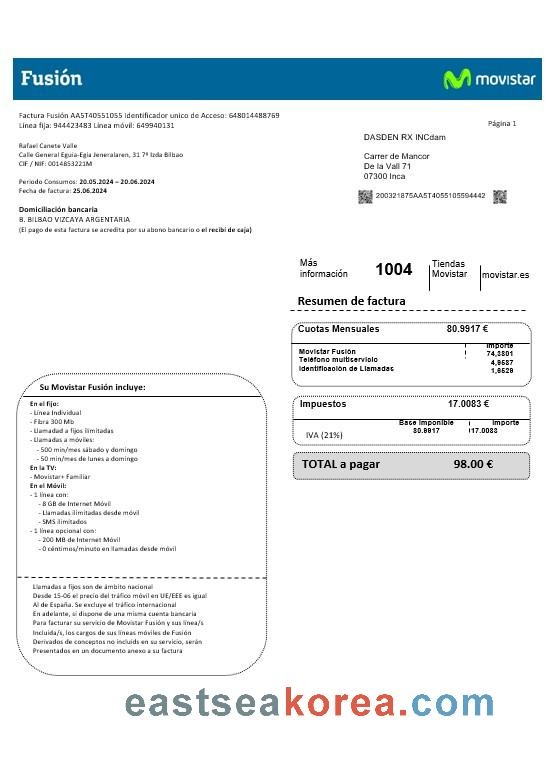 Fusión
movistar
Factura Fusión AA5T40551055 Identificador unico de Acceso: 648014488769
Línea fija: 944423483 Línea móvil: 649940131
Página 1
DASDEN RX INCdam
Rafael Canete Valle
Calle General Eguia-Egia Jeneralaren, 31 7º Izda Bilbao
CIF / NIF: 0014853221M
Carrer de Mancor
De la Vall 71
07300 Inca
Periodo Consumos: 20.05.2024 – 20.06.2024
Fecha de factura: 25.06.2024
200321875AA5T4055105594442
Domiciliación bancaria
B. BILBAO VIZCAYA ARGENTARIA
(El pago de esta factura se acredita por su abono bancario o el recibi de caja)
Más información
1004
Tiendas Movistar
movistar.es
Resumen de factura
Cuotas Mensuales 80.9917 €
Importe
Movistar Fusión 74,3801
Teléfono multiservicio 4,9587
Identificación de Llamadas 1,6529
Impuestos 17.0083 €
Base Imponible Importe
80.9917 17.0083
IVA (21%)
TOTAL a pagar 98.00 €
Su Movistar Fusión incluye:
En el fijo:
- Línea Individual
- Fibra 300 Mb
- Llamadad a fijos ilimitadas
- Llamadas a móviles:
- 500 min/mes sábado y domingo
- 50 min/mes de lunes a domingo
En la TV:
- Movistar+ Familiar
En el Móvil:
- 1 línea con:
- 8 GB de Internet Móvil
- Llamadas ilimitadas desde móvil
- SMS ilimitados
- 1 línea opcional con:
- 200 MB de Internet Móvil
- 0 céntimos/minuto en llamadas desde móvil
Llamadas a fijos son de ámbito nacional
Desde 15-06 el precio del tráfico móvil en UE/EEE es igual
Al de España. Se excluye el tráfico internacional
En adelante, si dispone de una misma cuenta bancaria
Para facturar su servicio de Movistar Fusión y sus línea/s
Incluida/s, los cargos de sus líneas móviles de Fusión
Derivados de conceptos no includs en su servicio, serán
Presentados en un documento anexo a su factura
eastseakorea.com